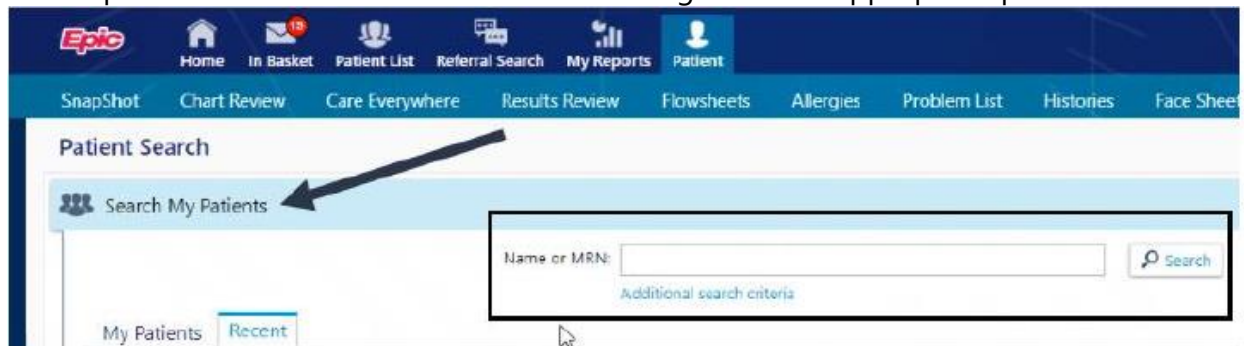 Epic
Home In Basket Patient List Referral Search My Reports Patient
SnapShot Chart Review Care Everywhere Results Review Flowsheets Allergies Problem List Histories Face Sheet
Patient Search
Search My Patients
Name or MRN: Search
Additional search criteria
My Patients Recent